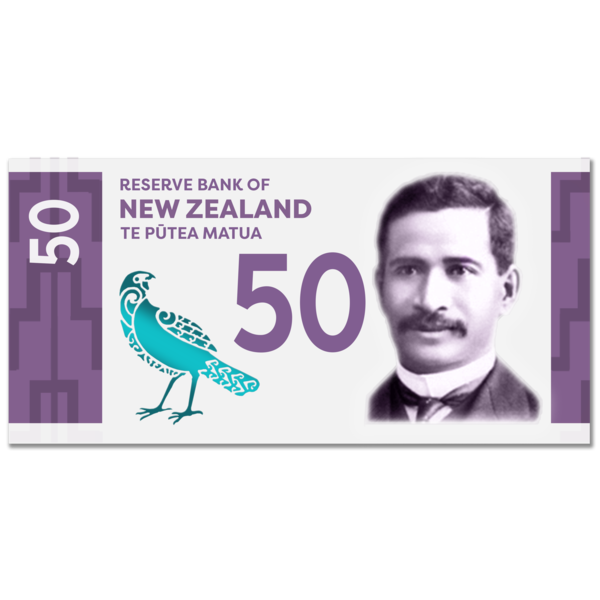 50
RESERVE BANK OF
NEW ZEALAND
TE PŪTEA MATUA
50